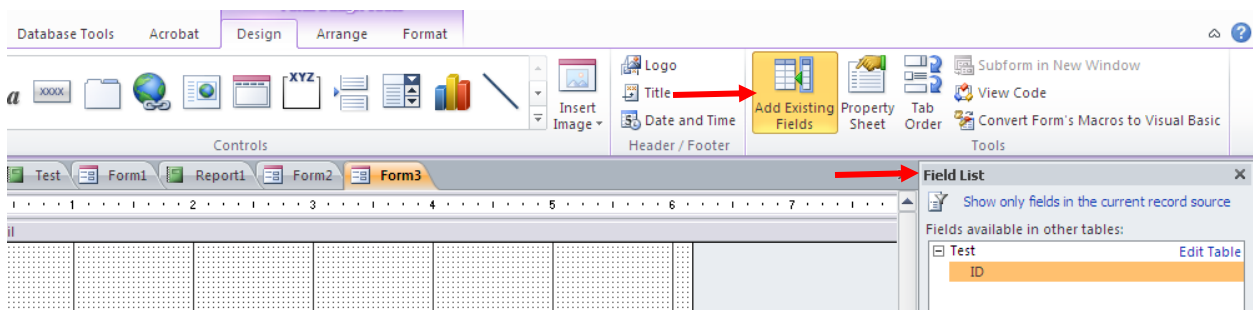 Database Tools Acrobat Design Arrange Format
a XXXX XYZ
Insert Image
Logo
Title
Date and Time
Add Existing Fields
Property Sheet
Tab Order
Subform in New Window
View Code
Convert Form's Macros to Visual Basic
Controls Header / Footer Tools
Test Form1 Report1 Form2 Form3
Field List
1 2 3 4 5 6 7
Show only fields in the current record source
Fields available in other tables:
Test Edit Table
ID